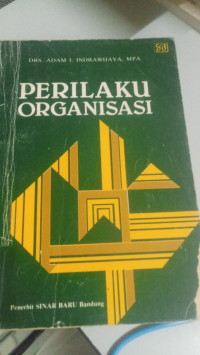 DRS. ADAM I. INDRAWIJAYA, MPA
PERILAKU
ORGANISASI
Penerbit SINAR BARU Bandung